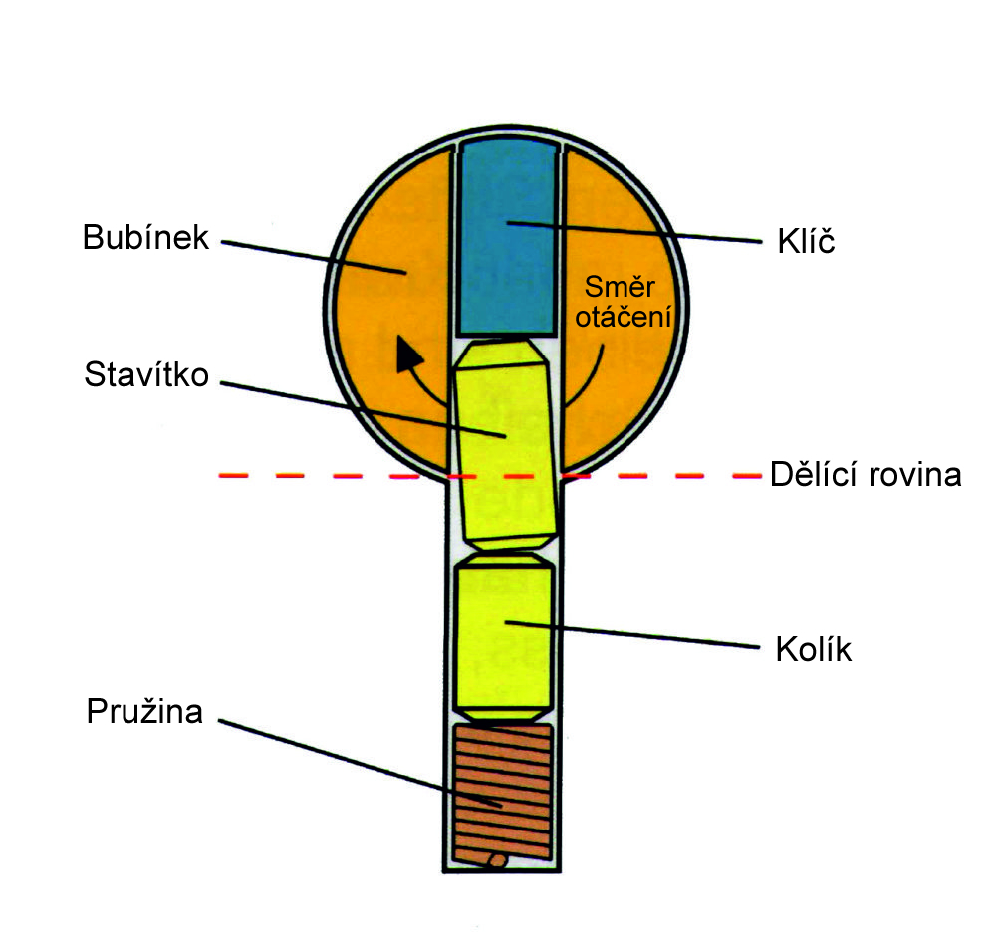 Bubínek
Klíč
Směr
otáčení
Stavítko
Dělící rovina
Kolík
Pružina